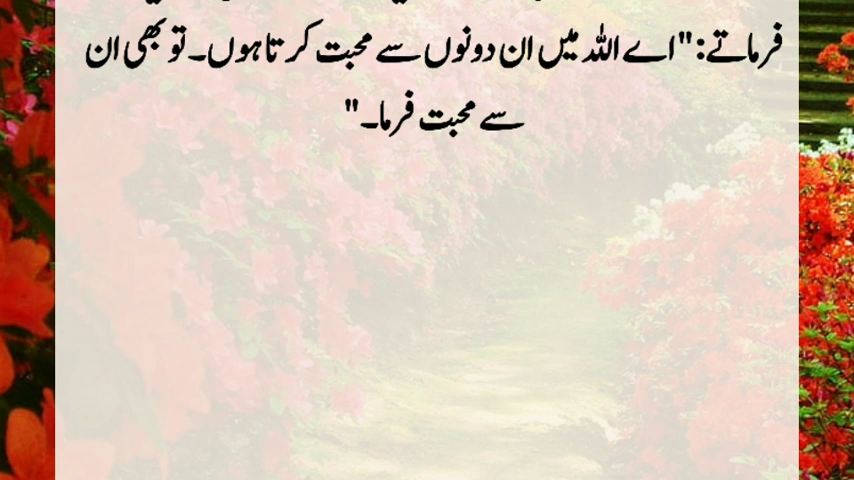 فرماتے: "اے اللہ میں ان دونوں سے محبت کرتا ہوں۔ تو بھی ان
سے محبت فرما۔"